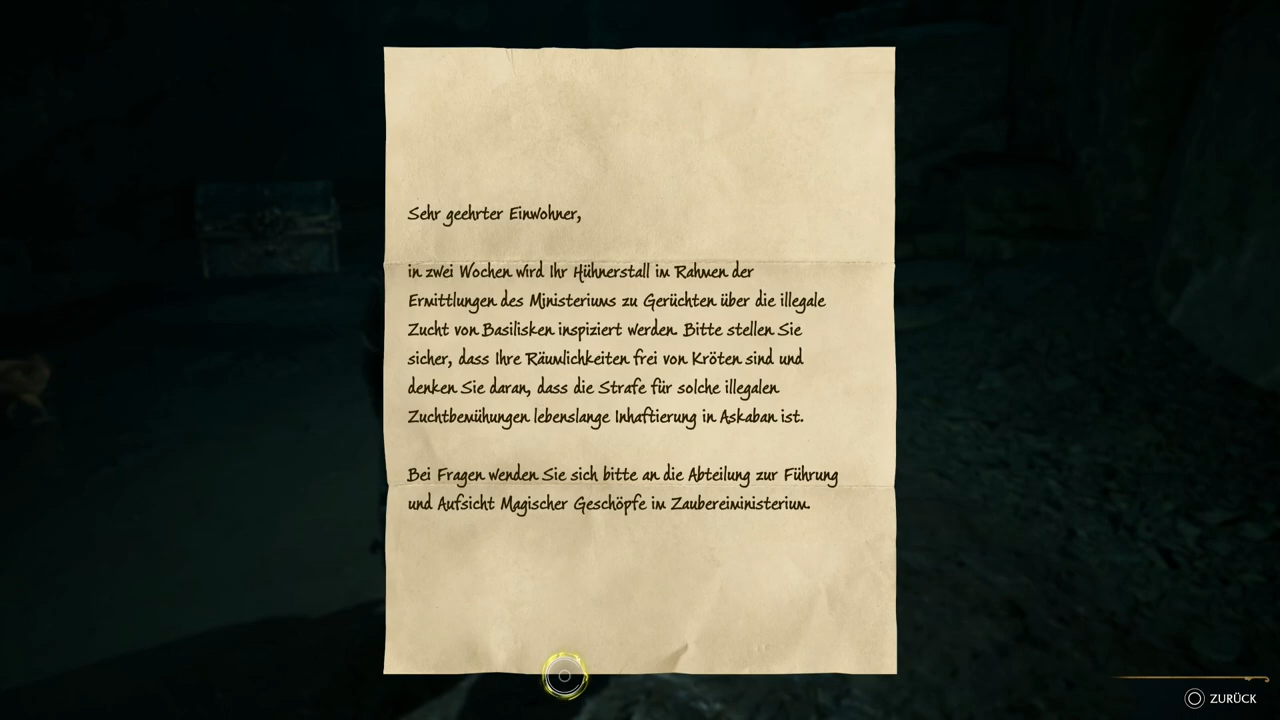 Sehr geehrter Einwohner,
in zwei Wochen wird Ihr Hühnerstall im Rahmen der
Ermittlungen des Ministeriums zu Gerüchten über die illegale
Zucht von Basilisken inspiziert werden. Bitte stellen Sie
sicher, dass Ihre Räumlichkeiten frei von Kröten sind und
denken Sie daran, dass die Strafe für solche illegalen
Zuchtbemühungen lebenslange Inhaftierung in Askaban ist.
Bei Fragen wenden Sie sich bitte an die Abteilung zur Führung
und Aufsicht Magischer Geschöpfe im Zaubereiministerium.
ZURÜCK